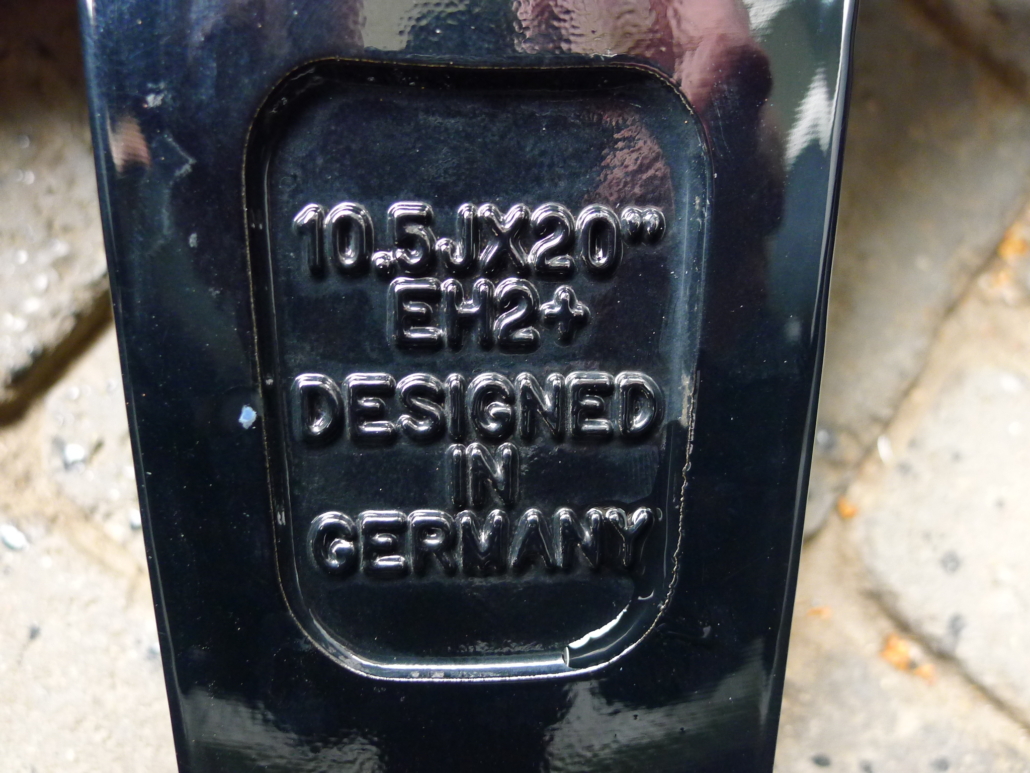 10.5JX20”
EH2+
DESIGNED
IN
GERMANY